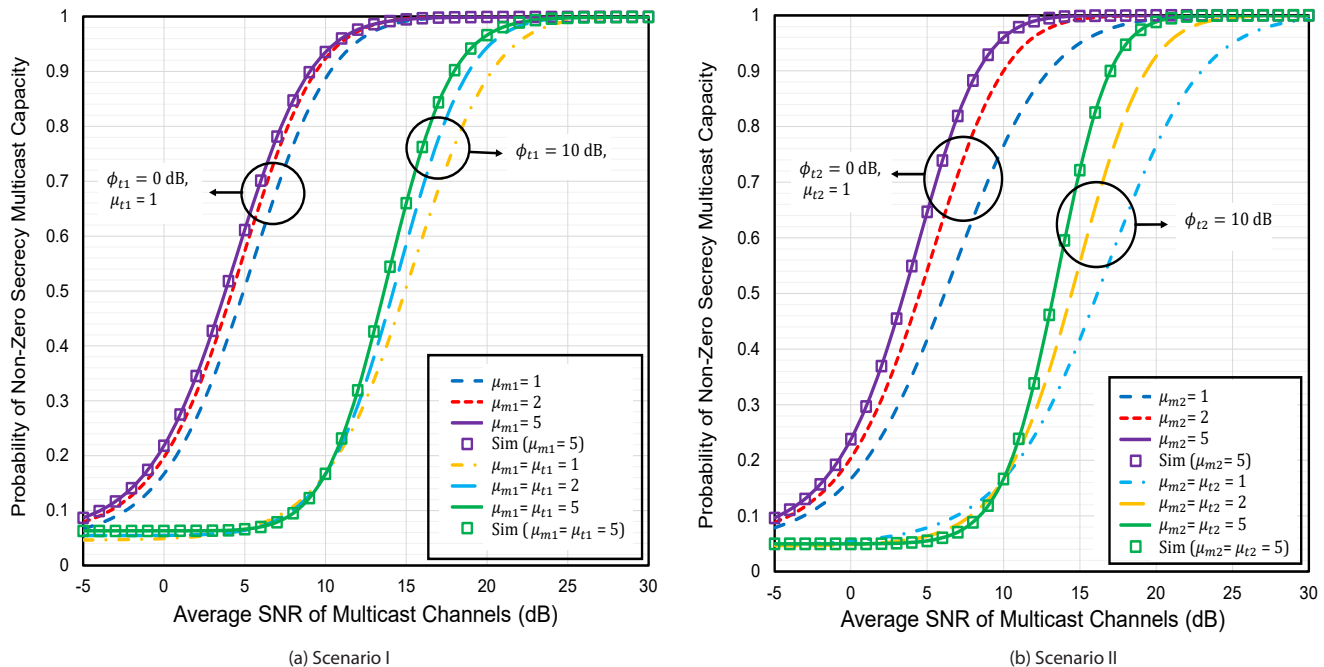 Probability of Non-Zero Secrecy Multicast Capacity
1
0.9
0.8
0.7
0.6
0.5
0.4
0.3
0.2
0.1
0
-5
0
5
10
15
20
25
30
Average SNR of Multicast Channels (dB)
ϕt1 = 0 dB,
μt1 = 1
ϕt1 = 10 dB,
μm1= 1
μm1= 2
μm1= 5
Sim (μm1= 5)
μm1= μt1= 1
μm1= μt1= 2
μm1= μt1= 5
Sim (μm1= μt1= 5)
(a) Scenario I
Probability of Non-Zero Secrecy Multicast Capacity
1
0.9
0.8
0.7
0.6
0.5
0.4
0.3
0.2
0.1
0
-5
0
5
10
15
20
25
30
Average SNR of Multicast Channels (dB)
ϕt2 = 0 dB,
μt2 = 1
ϕt2 = 10 dB
μm2= 1
μm2= 2
μm2= 5
Sim (μm2= 5)
μm2= μt2 = 1
μm2= μt2 = 2
μm2= μt2 = 5
Sim (μm2= μt2 = 5)
(b) Scenario II